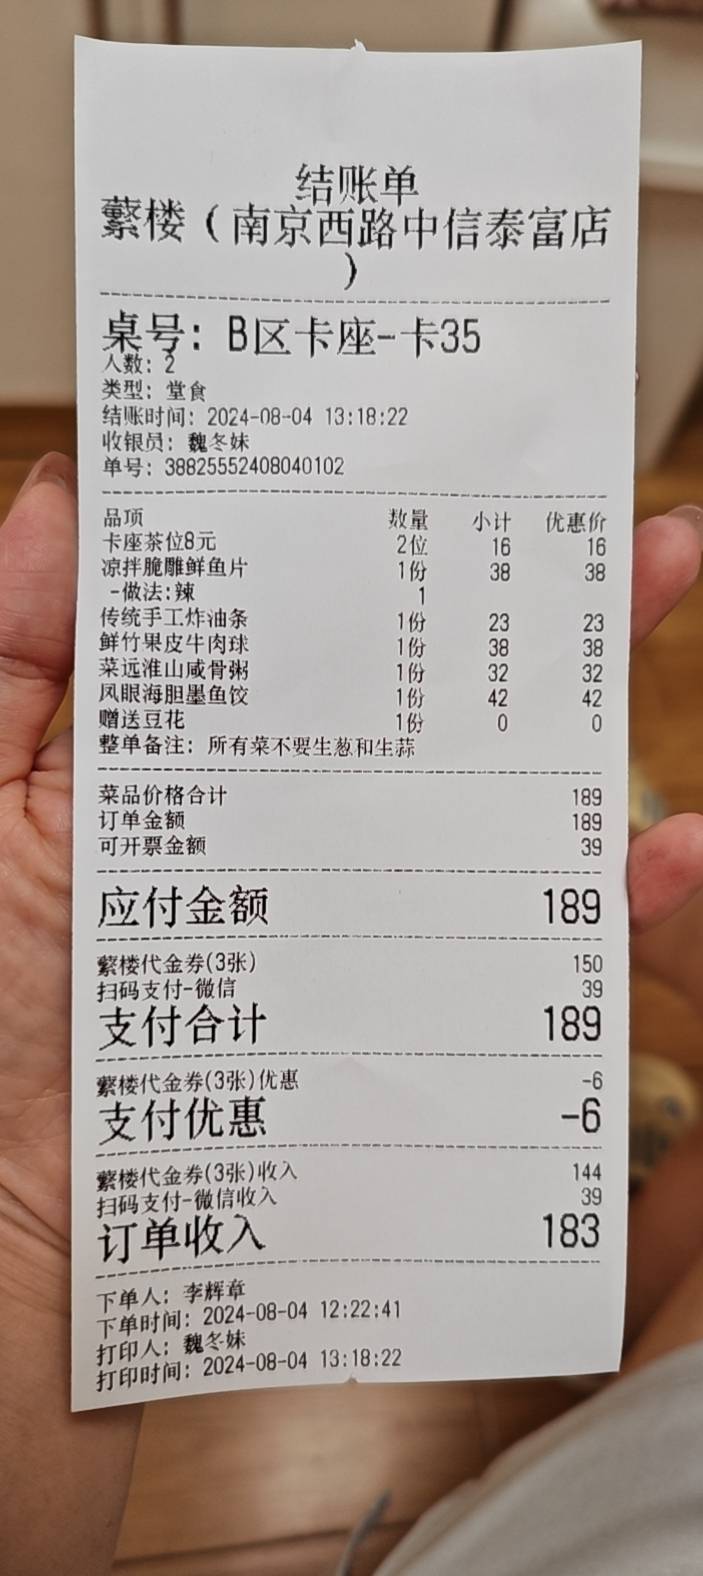 结账单
蘩楼（南京西路中信泰富店
）
桌号: B区卡座-卡35
人数: 2
类型: 堂食
结账时间: 2024-08-04 13:18:22
收银员: 魏冬妹
单号: 38825552408040102
品项 数量 小计 优惠价
卡座茶位8元 2位 16 16
凉拌脆雕鲜鱼片 1份 38 38
-做法:辣 1
传统手工炸油条 1份 23 23
鲜竹果皮牛肉球 1份 38 38
菜远淮山咸骨粥 1份 32 32
凤眼海胆墨鱼饺 1份 42 42
赠送豆花 1份 0 0
整单备注: 所有菜不要生葱和生蒜
菜品价格合计 189
订单金额 189
可开票金额 39
应付金额 189
蘩楼代金券(3张) 150
扫码支付-微信 39
支付合计 189
蘩楼代金券(3张)优惠 -6
支付优惠 -6
蘩楼代金券(3张)收入 144
扫码支付-微信收入 39
订单收入 183
下单人: 李辉章
下单时间: 2024-08-04 12:22:41
打印人: 魏冬妹
打印时间: 2024-08-04 13:18:22